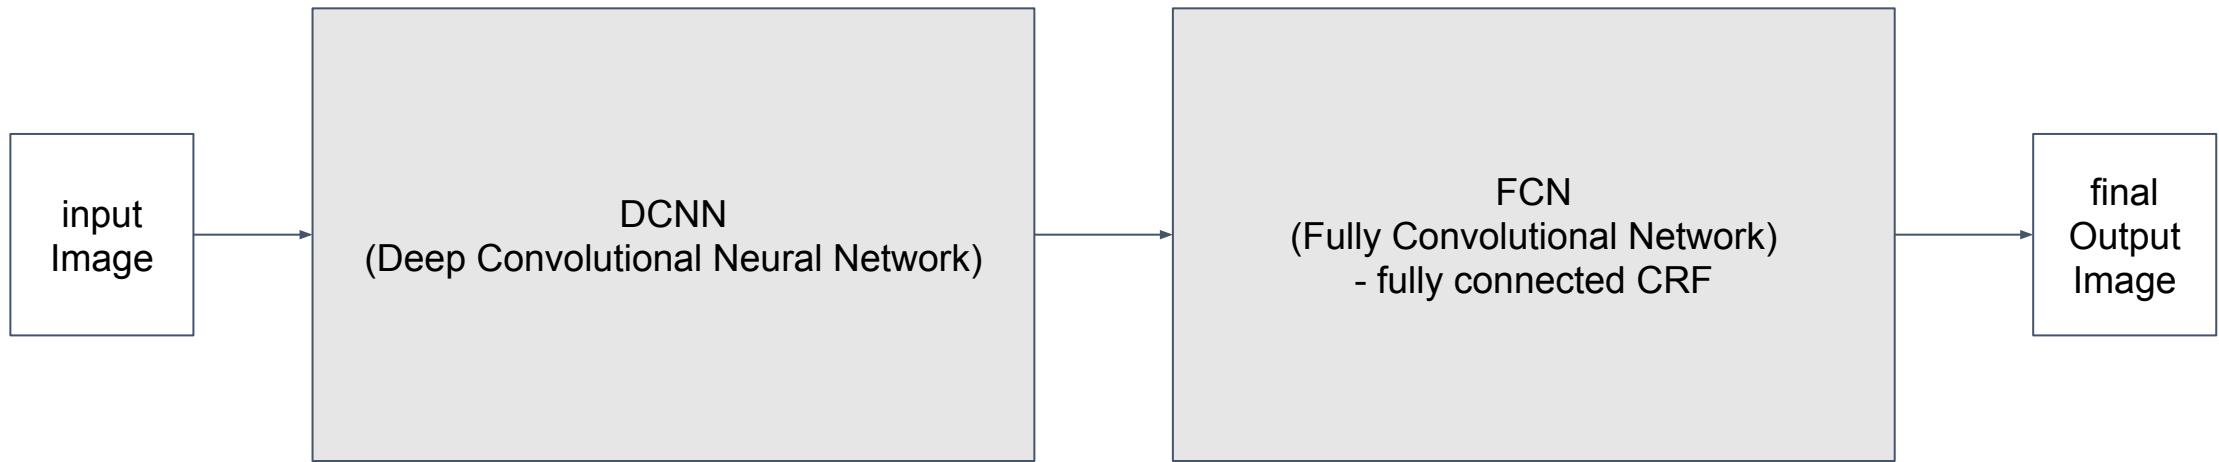 input
Image
DCNN
(Deep Convolutional Neural Network)
FCN
(Fully Convolutional Network)
- fully connected CRF
final
Output
Image